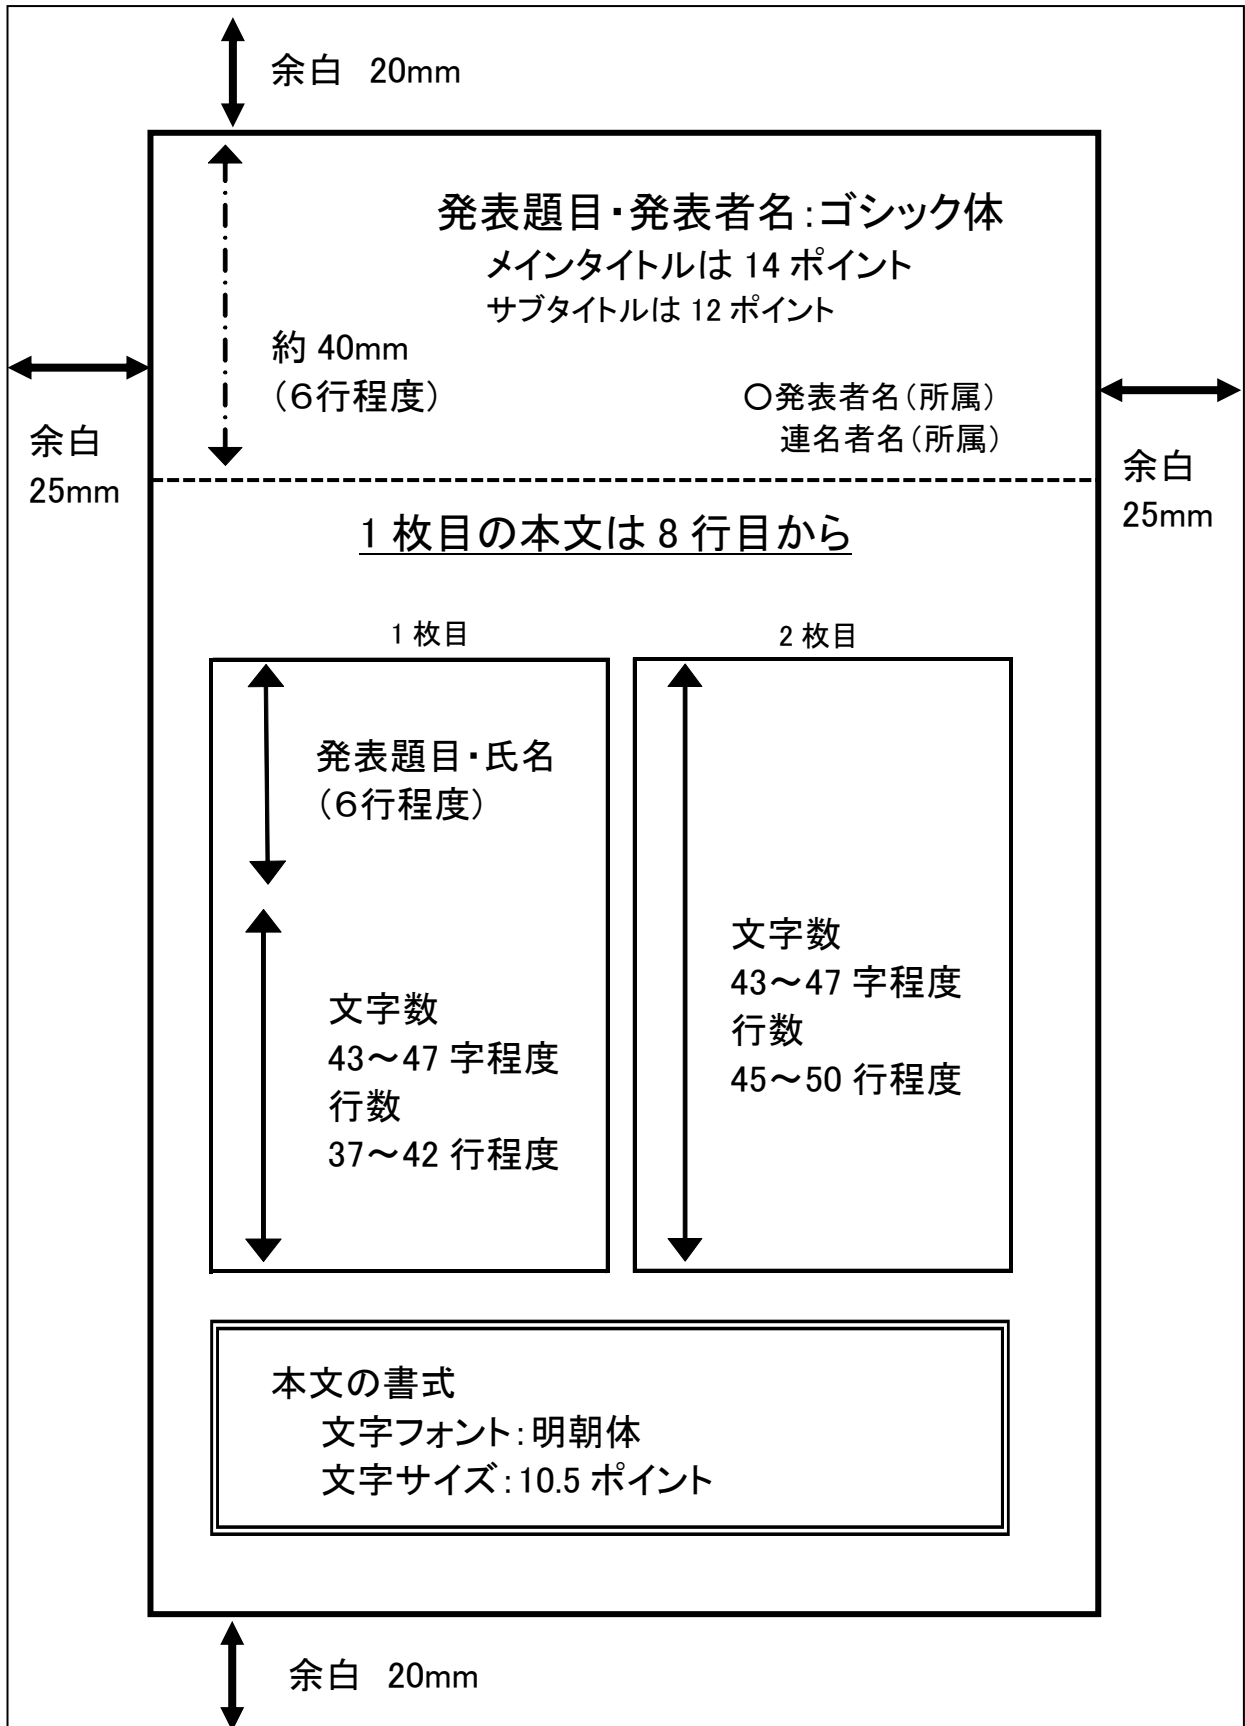 余白 20mm
発表題目・発表者名：ゴシック体
メインタイトルは 14 ポイント
サブタイトルは 12 ポイント
約 40mm
（６行程度）
○発表者名（所属）
連名者名（所属）
余白
25mm
余白
25mm
1 枚目の本文は 8 行目から
1 枚目
2 枚目
発表題目・氏名
（６行程度）
文字数
43～47 字程度
行数
37～42 行程度
文字数
43～47 字程度
行数
45～50 行程度
本文の書式
文字フォント：明朝体
文字サイズ：10.5 ポイント
余白 20mm